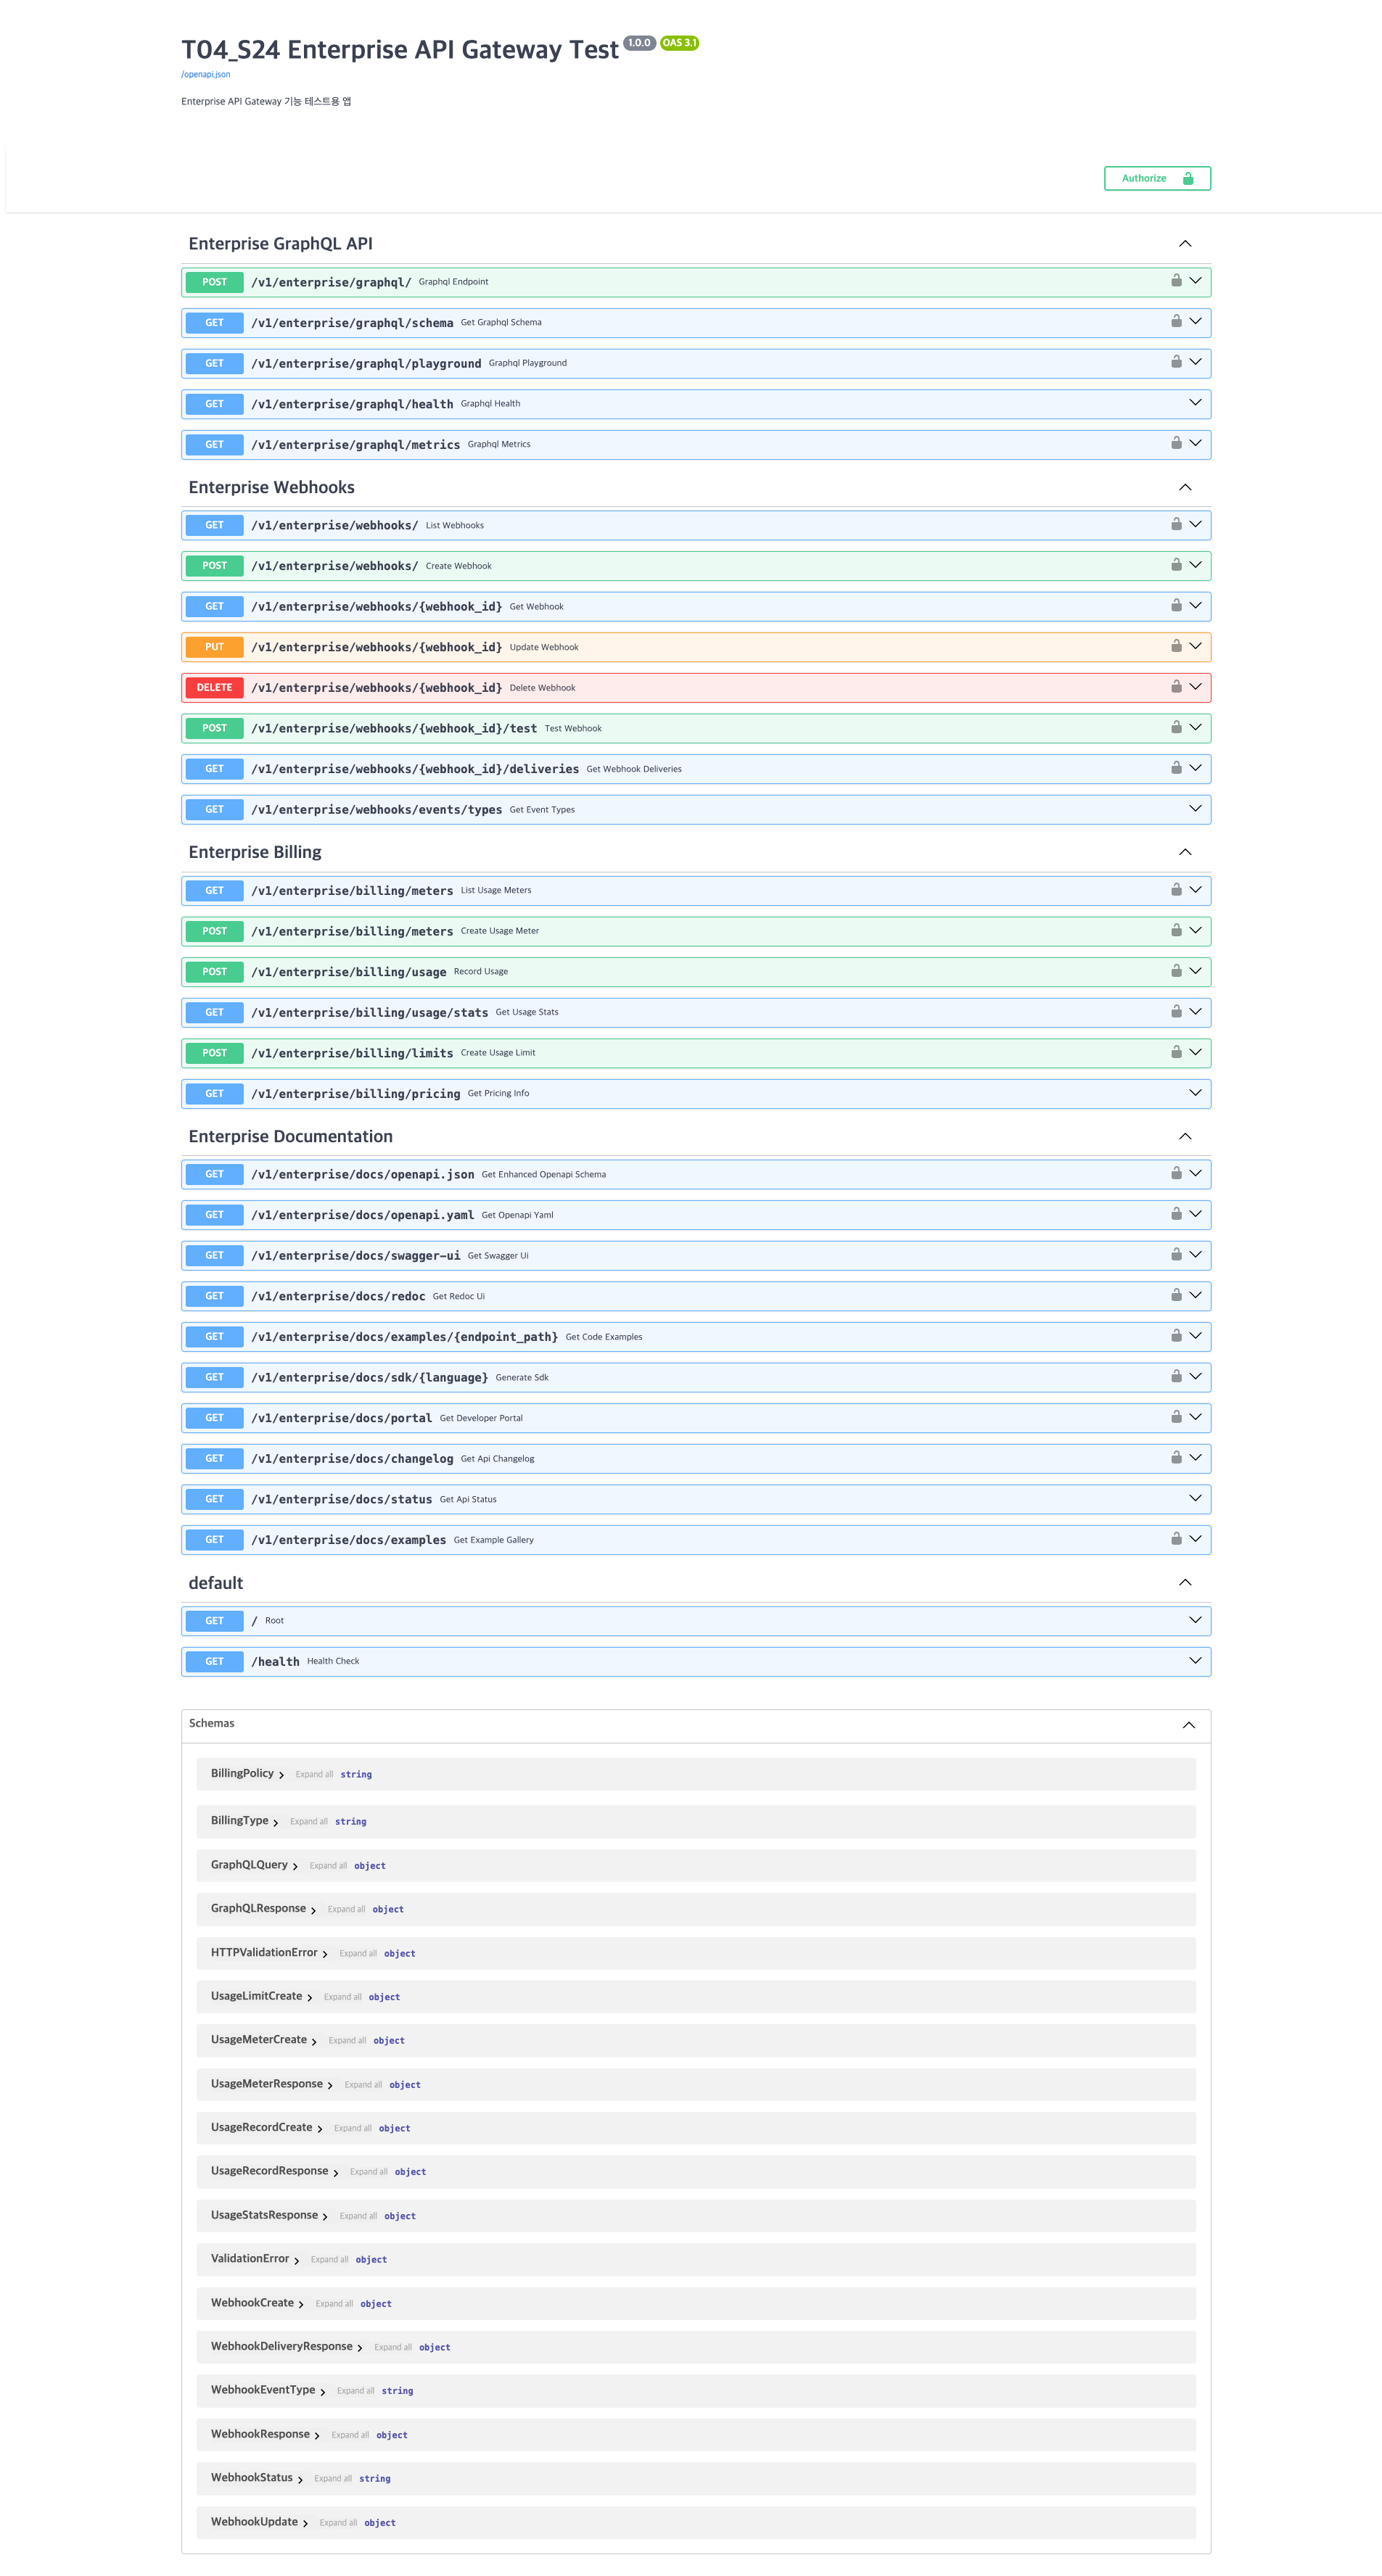 T04_S24 Enterprise API Gateway Test 1.0.0 OAS 3.1
/openapi.json
Enterprise API Gateway 기능 테스트용 앱
Authorize
Enterprise GraphQL API
POST /v1/enterprise/graphql/ Graphql Endpoint
GET /v1/enterprise/graphql/schema Get Graphql Schema
GET /v1/enterprise/graphql/playground Graphql Playground
GET /v1/enterprise/graphql/health Graphql Health
GET /v1/enterprise/graphql/metrics Graphql Metrics
Enterprise Webhooks
GET /v1/enterprise/webhooks/ List Webhooks
POST /v1/enterprise/webhooks/ Create Webhook
GET /v1/enterprise/webhooks/{webhook_id} Get Webhook
PUT /v1/enterprise/webhooks/{webhook_id} Update Webhook
DELETE /v1/enterprise/webhooks/{webhook_id} Delete Webhook
POST /v1/enterprise/webhooks/{webhook_id}/test Test Webhook
GET /v1/enterprise/webhooks/{webhook_id}/deliveries Get Webhook Deliveries
GET /v1/enterprise/webhooks/events/types Get Event Types
Enterprise Billing
GET /v1/enterprise/billing/meters List Usage Meters
POST /v1/enterprise/billing/meters Create Usage Meter
POST /v1/enterprise/billing/usage Record Usage
GET /v1/enterprise/billing/usage/stats Get Usage Stats
POST /v1/enterprise/billing/limits Create Usage Limit
GET /v1/enterprise/billing/pricing Get Pricing Info
Enterprise Documentation
GET /v1/enterprise/docs/openapi.json Get Enhanced Openapi Schema
GET /v1/enterprise/docs/openapi.yaml Get Openapi Yaml
GET /v1/enterprise/docs/swagger-ui Get Swagger Ui
GET /v1/enterprise/docs/redoc Get Redoc Ui
GET /v1/enterprise/docs/examples/{endpoint_path} Get Code Examples
GET /v1/enterprise/docs/sdk/{language} Generate Sdk
GET /v1/enterprise/docs/portal Get Developer Portal
GET /v1/enterprise/docs/changelog Get Api Changelog
GET /v1/enterprise/docs/status Get Api Status
GET /v1/enterprise/docs/examples Get Example Gallery
default
GET / Root
GET /health Health Check
Schemas
BillingPolicy Expand all string
BillingType Expand all string
GraphQLQuery Expand all object
GraphQLResponse Expand all object
HTTPValidationError Expand all object
UsageLimitCreate Expand all object
UsageMeterCreate Expand all object
UsageMeterResponse Expand all object
UsageRecordCreate Expand all object
UsageRecordResponse Expand all object
UsageStatsResponse Expand all object
ValidationError Expand all object
WebhookCreate Expand all object
WebhookDeliveryResponse Expand all object
WebhookEventType Expand all string
WebhookResponse Expand all object
WebhookStatus Expand all string
WebhookUpdate Expand all object